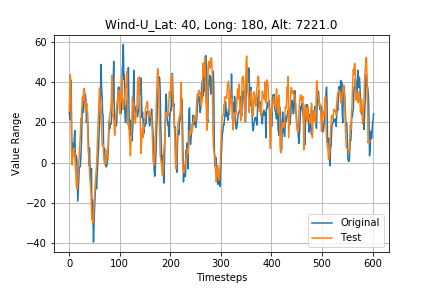 Wind-U_Lat: 40, Long: 180, Alt: 7221.0
60
40
20
0
−20
−40
Value Range
0 100 200 300 400 500 600
Timesteps
Original
Test